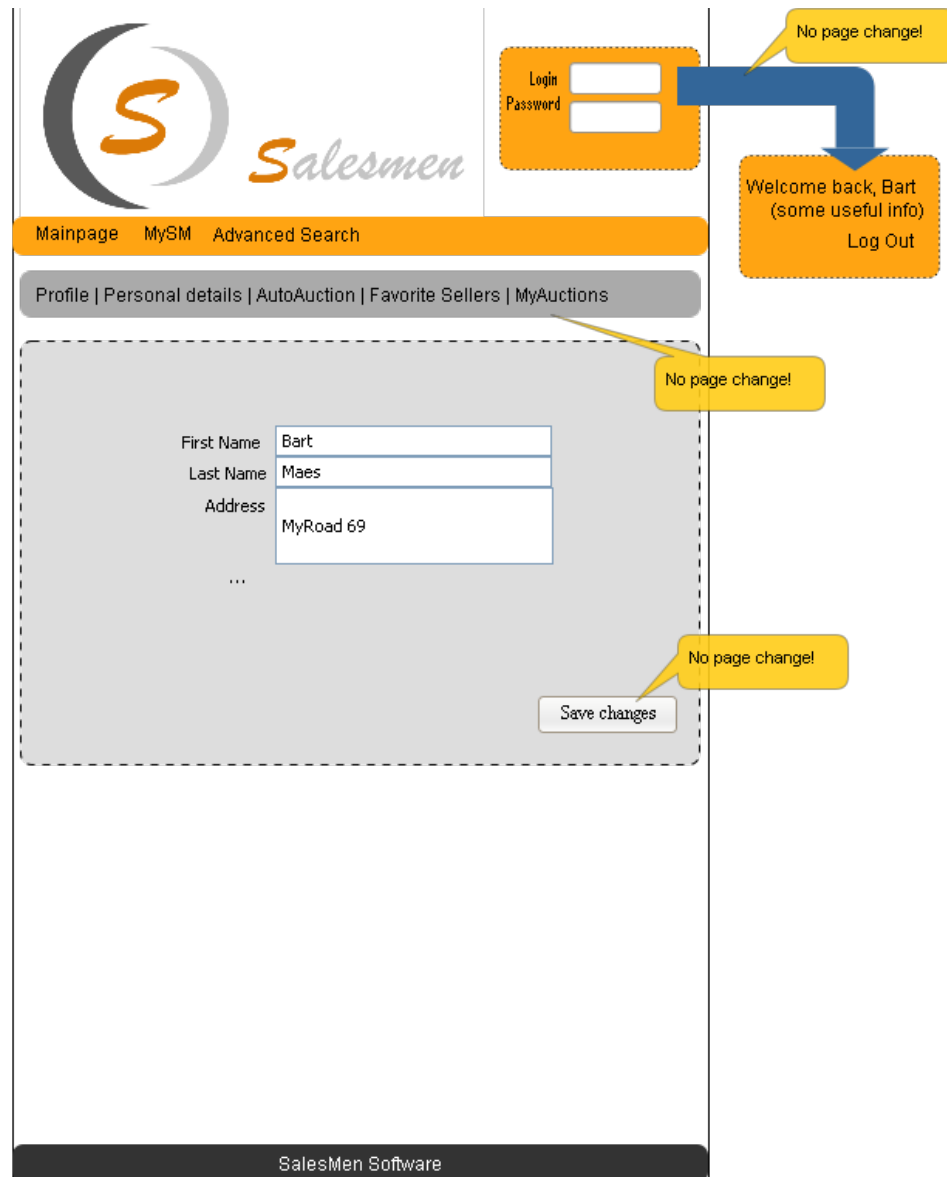 No page change!
Login
Password
S
Salesmen
Welcome back, Bart
(some useful info)
Log Out
Mainpage MySM Advanced Search
Profile | Personal details | AutoAuction | Favorite Sellers | MyAuctions
No page change!
First Name Bart
Last Name Maes
Address
MyRoad 69
...
No page change!
Save changes
SalesMen Software